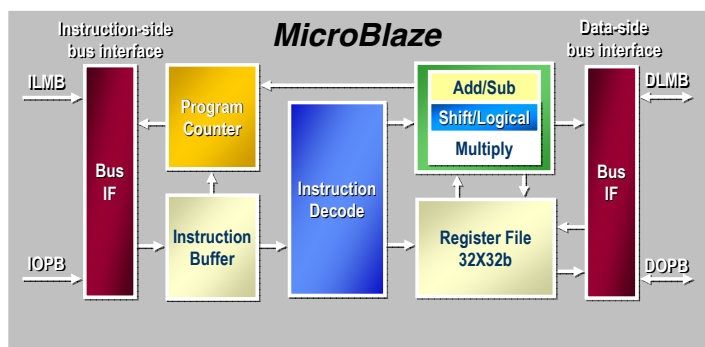 Instruction-side
bus interface
MicroBlaze
Data-side
bus interface
ILMB
DLMB
Add/Sub
Program
Counter
Shift/Logical
Multiply
Bus
IF
Instruction
Decode
Bus
IF
Instruction
Buffer
Register File
32X32b
IOPB
DOPB